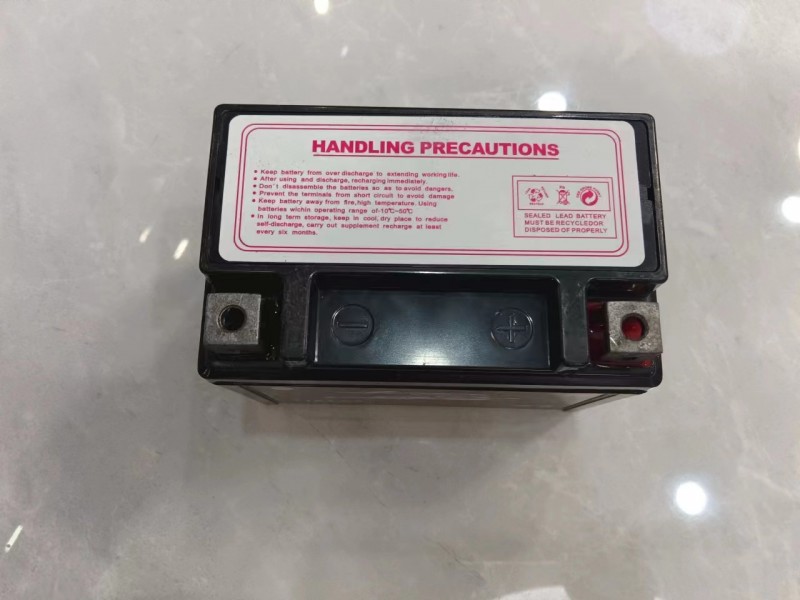 HANDLING PRECAUTIONS
● Keep battery from over discharge to extending working life.
● After using and discharge, recharging immediately.
● Don't disassemble the batteries so as to avoid dangers.
● Prevent the terminals from short circuit to avoid damage
● Keep battery away from fire, high temperature. Using
batteries wichin operating range of-10℃~50℃
● In long term storage, keep in cool, dry place to reduce
self-discharge, carry out supplement recharge at least
every six months.
Pb
SEALED LEAD BATTERY
MUST BE RECYCLEDOR
DISPOSED OF PROPERLY
− +